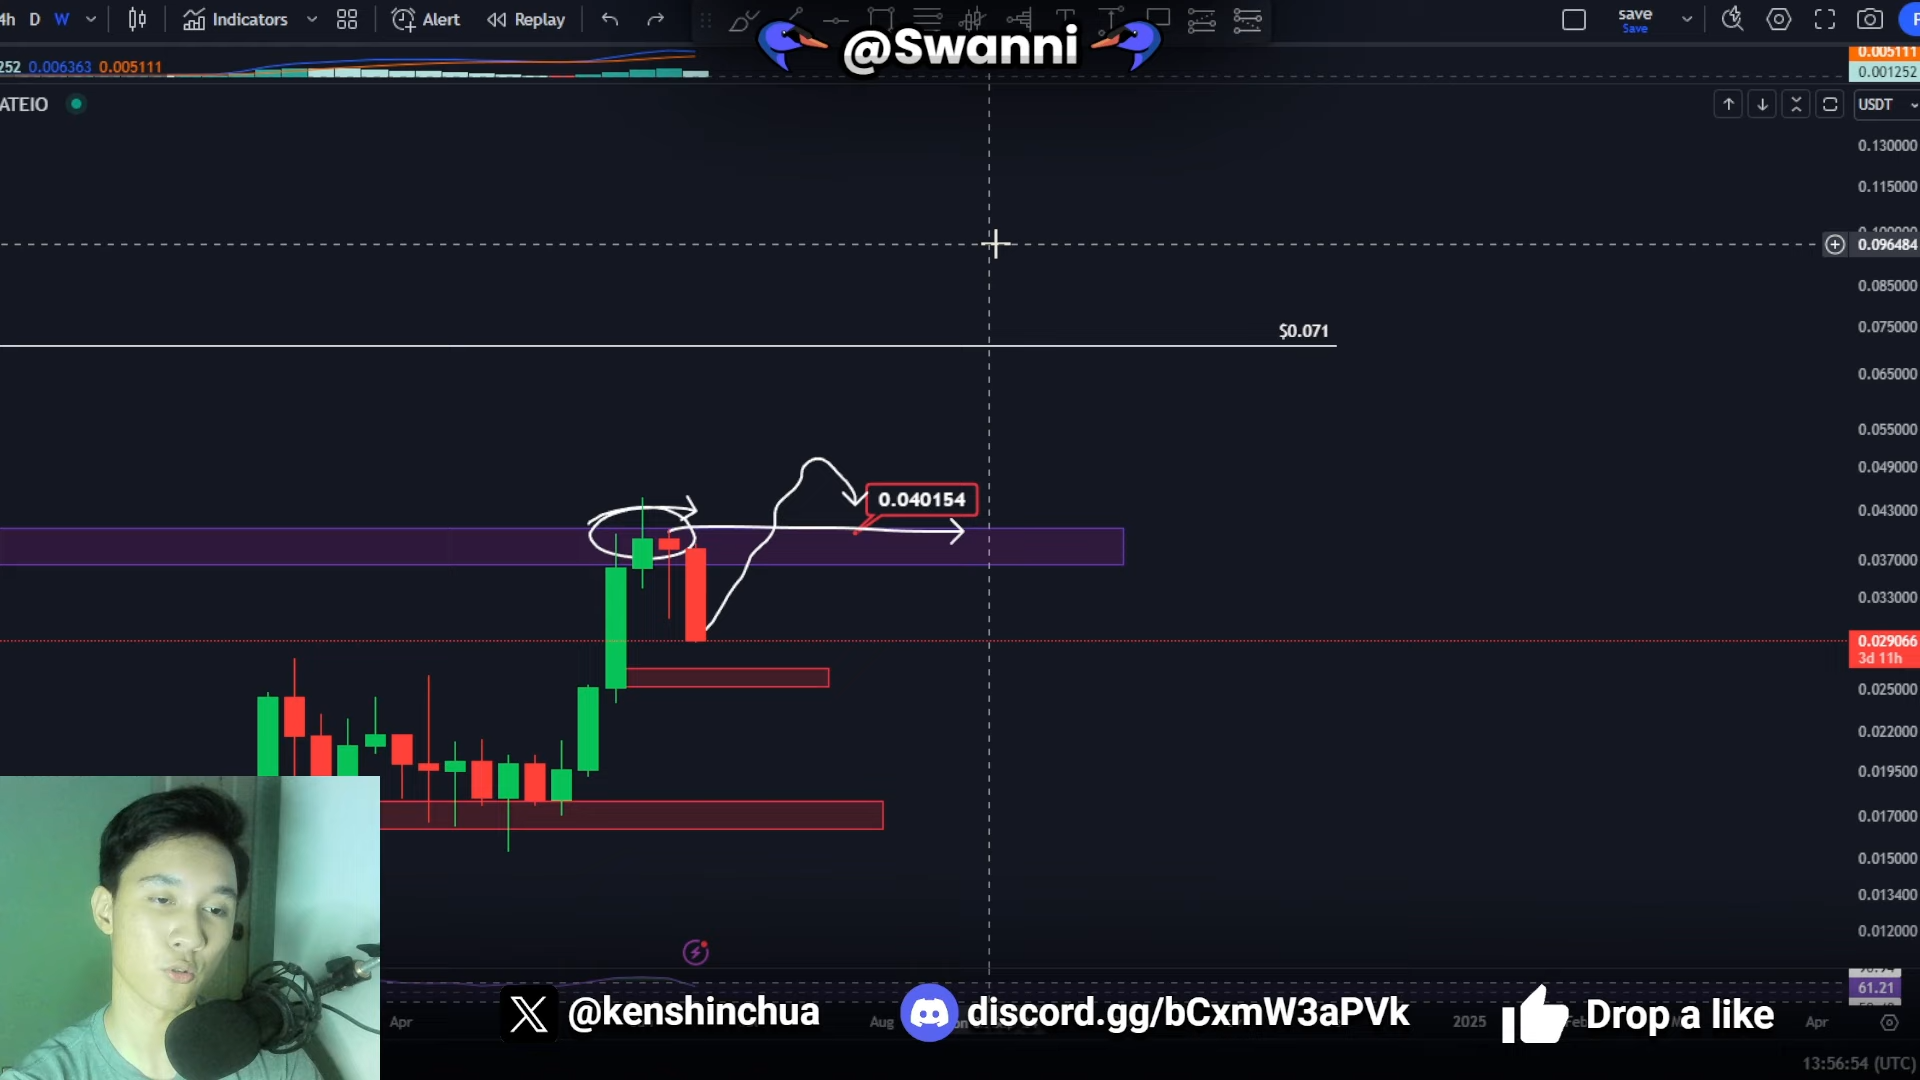 4h D W Indicators Alert Replay save
Save
@Swanni
252 0.006363 0.005111
0.005111
0.001252
ATEIO
USDT
0.130000
0.115000
0.096484
0.085000
$0.071
0.075000
0.065000
0.055000
0.049000
0.040154
0.043000
0.037000
0.033000
0.029066
3d 11h
0.025000
0.022000
0.019500
0.017000
0.015000
0.013400
0.012000
61.21
@kenshinchua
discord.gg/bCxmW3aPVk
Drop a like
Apr Aug 2025 Apr
13:56:54 (UTC)